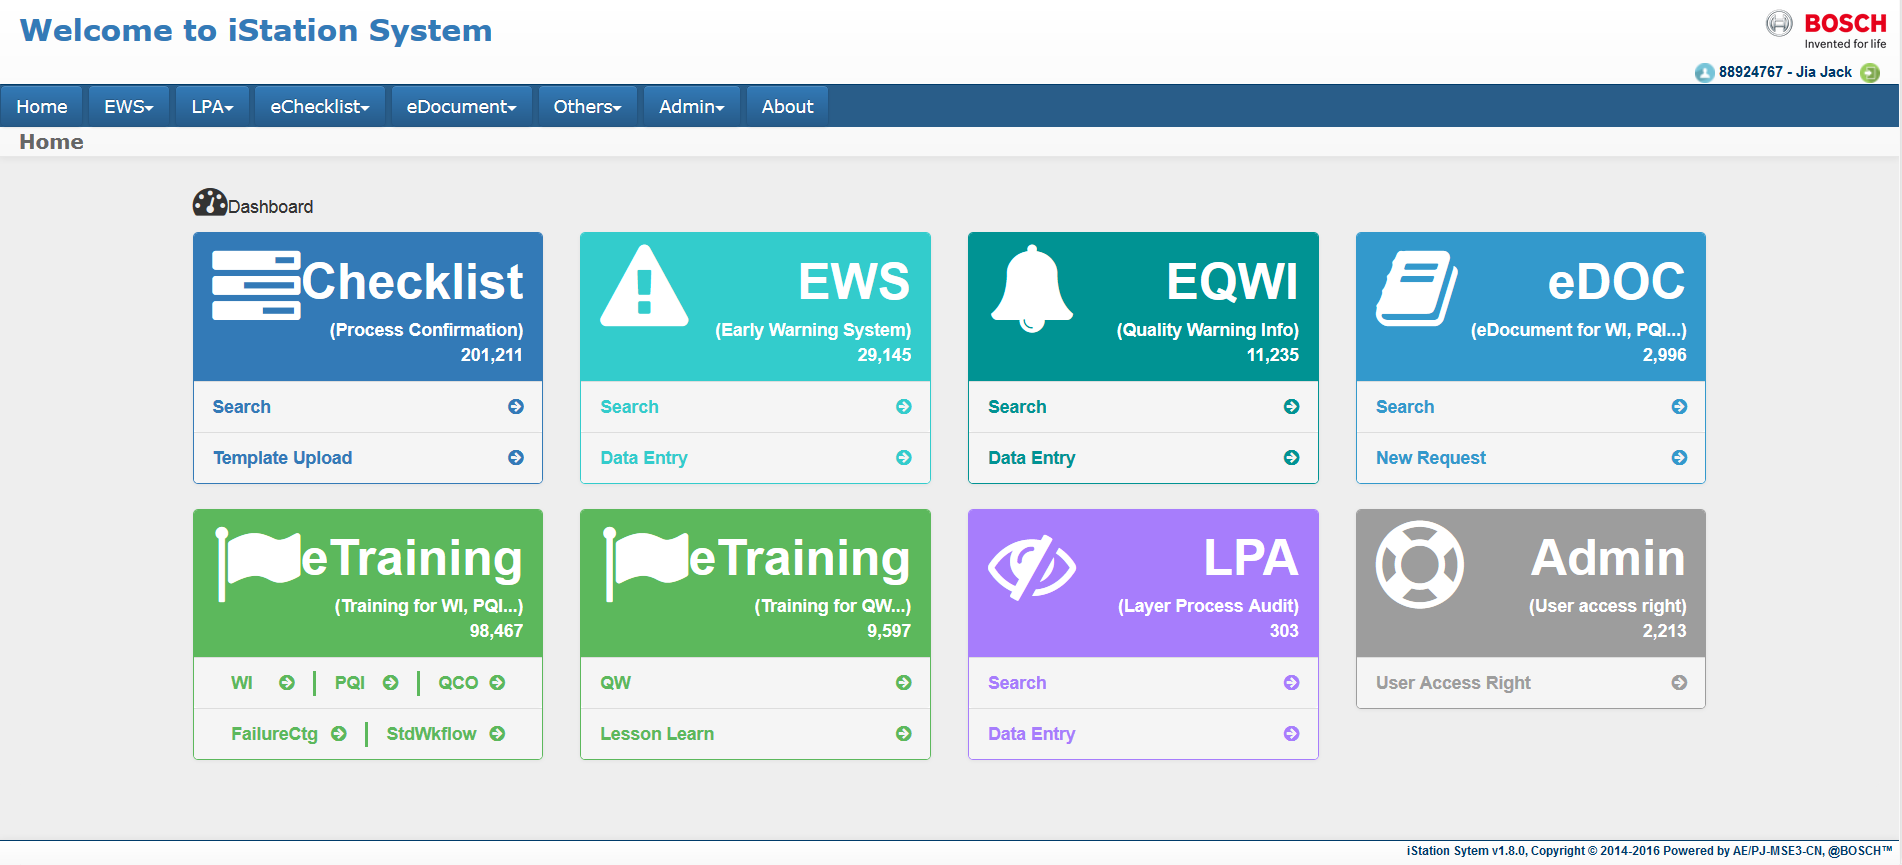 Welcome to iStation System
BOSCH
Invented for life
88924767 - Jia Jack
Home EWS LPA eChecklist eDocument Others Admin About
Home
Dashboard
Checklist
(Process Confirmation)
201,211
Search
Template Upload
EWS
(Early Warning System)
29,145
Search
Data Entry
EQWI
(Quality Warning Info)
11,235
Search
Data Entry
eDOC
(eDocument for WI, PQI...)
2,996
Search
New Request
eTraining
(Training for WI, PQI...)
98,467
WI PQI QCO
FailureCtg StdWkflow
eTraining
(Training for QW...)
9,597
QW
Lesson Learn
LPA
(Layer Process Audit)
303
Search
Data Entry
Admin
(User access right)
2,213
User Access Right
iStation Sytem v1.8.0, Copyright © 2014-2016 Powered by AE/PJ-MSE3-CN, @BOSCH™